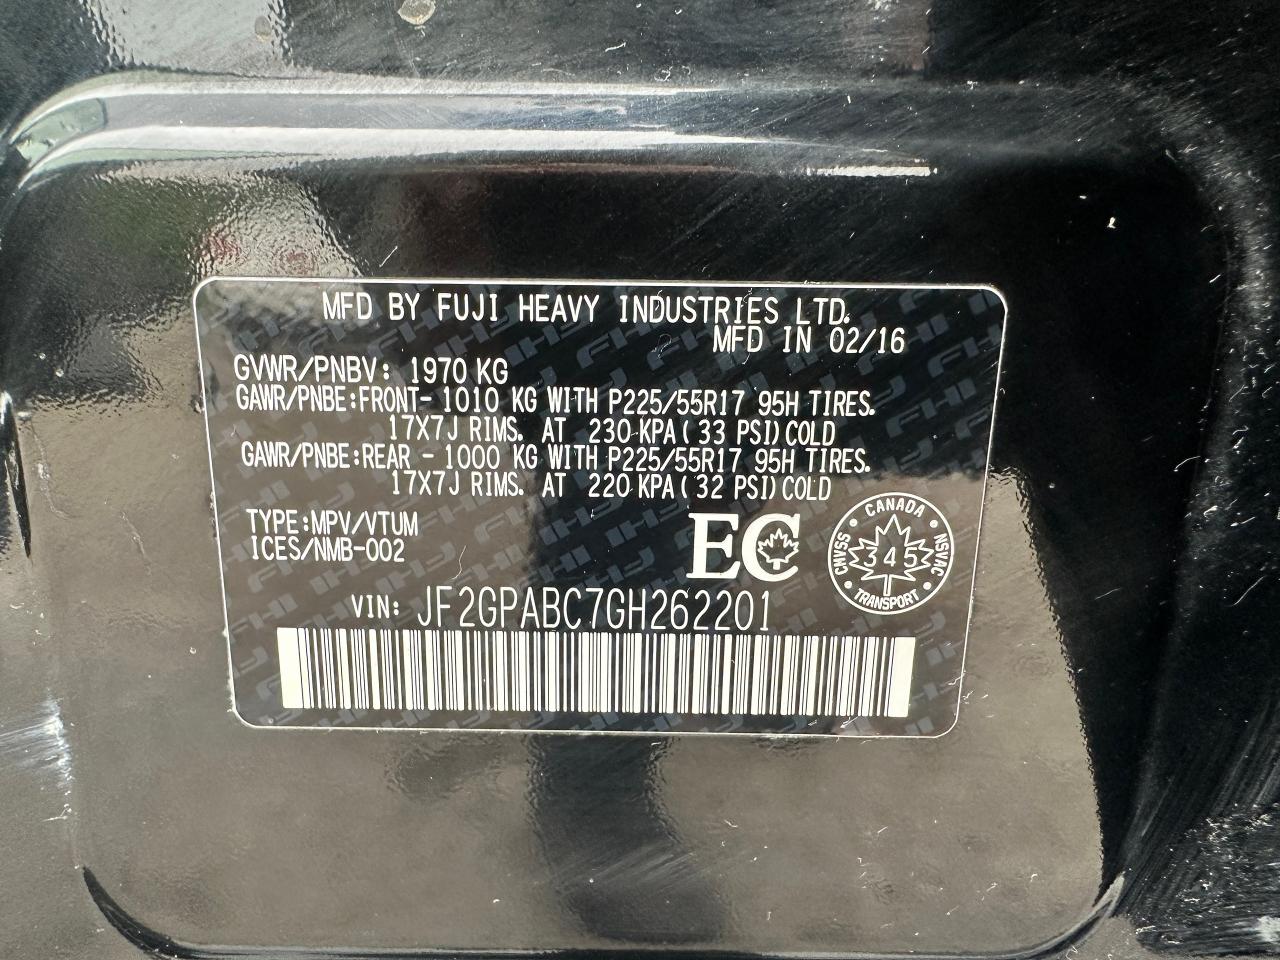 MFD BY FUJI HEAVY INDUSTRIES LTD.
MFD IN 02/16
GVWR/PNBV: 1970 KG
GAWR/PNBE:FRONT- 1010 KG WITH P225/55R17 95H TIRES.
17X7J RIMS. AT 230 KPA( 33 PSI)COLD
GAWR/PNBE:REAR - 1000 KG WITH P225/55R17 95H TIRES.
17X7J RIMS. AT 220 KPA( 32 PSI)COLD
TYPE:MPV/VTUM
ICES/NMB-002
EC
CANADA
CMVSS 345 NSVAC
TRANSPORT
VIN: JF2GPABC7GH262201